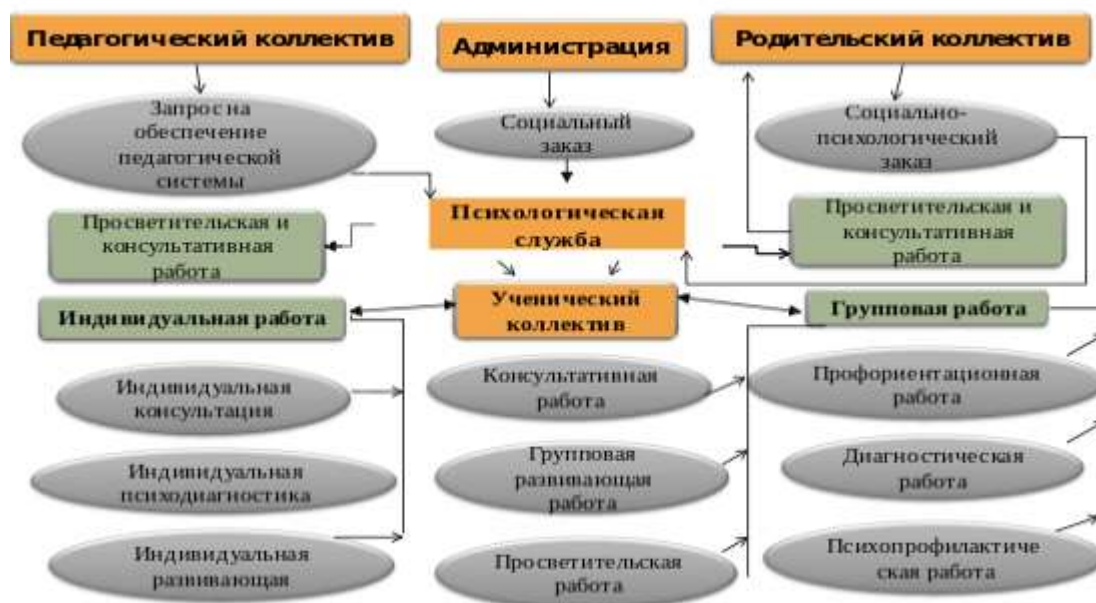 Педагогический коллектив
Администрация
Родительский коллектив
Запрос на
обеспечение
педагогической
системы
Социальный
заказ
Социально-
психологический
заказ
Просветительская и
консультативная
работа
Психологическая
служба
Просветительская и
консультативная
работа
Индивидуальная работа
Ученический
коллектив
Групповая работа
Индивидуальная
консультация
Консультативная
работа
Профориентационная
работа
Индивидуальная
психодиагностика
Групповая
развивающая
работа
Диагностическая
работа
Индивидуальная
развивающая
Просветительская
работа
Психопрофилактиче
ская работа